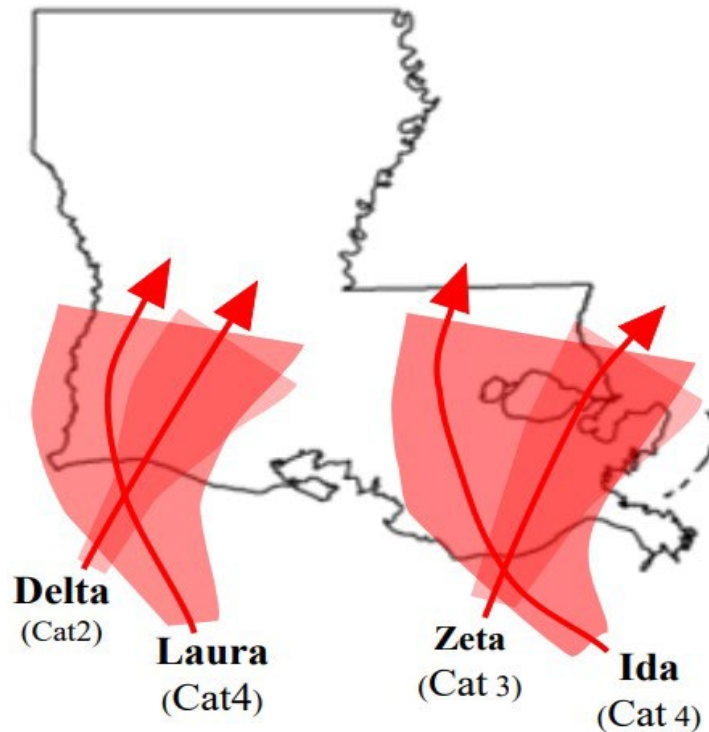 Delta
(Cat2)
Laura
(Cat4)
Zeta
(Cat 3)
Ida
(Cat 4)